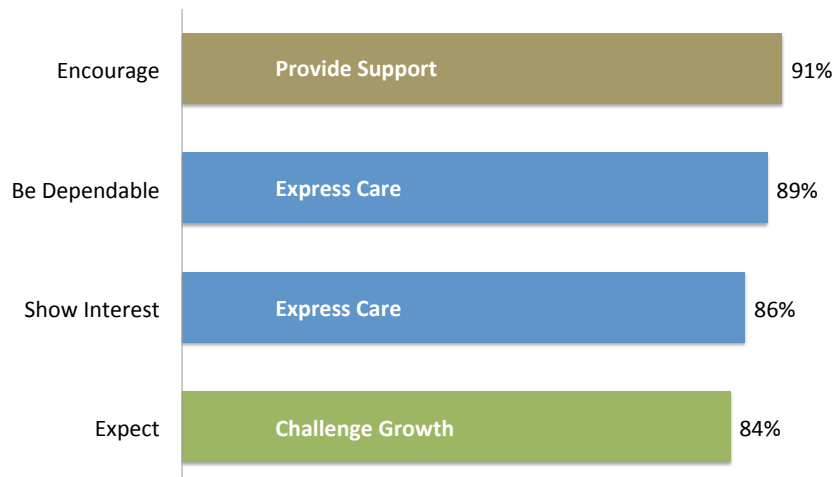 Encourage
Provide Support
91%
Be Dependable
Express Care
89%
Show Interest
Express Care
86%
Expect
Challenge Growth
84%